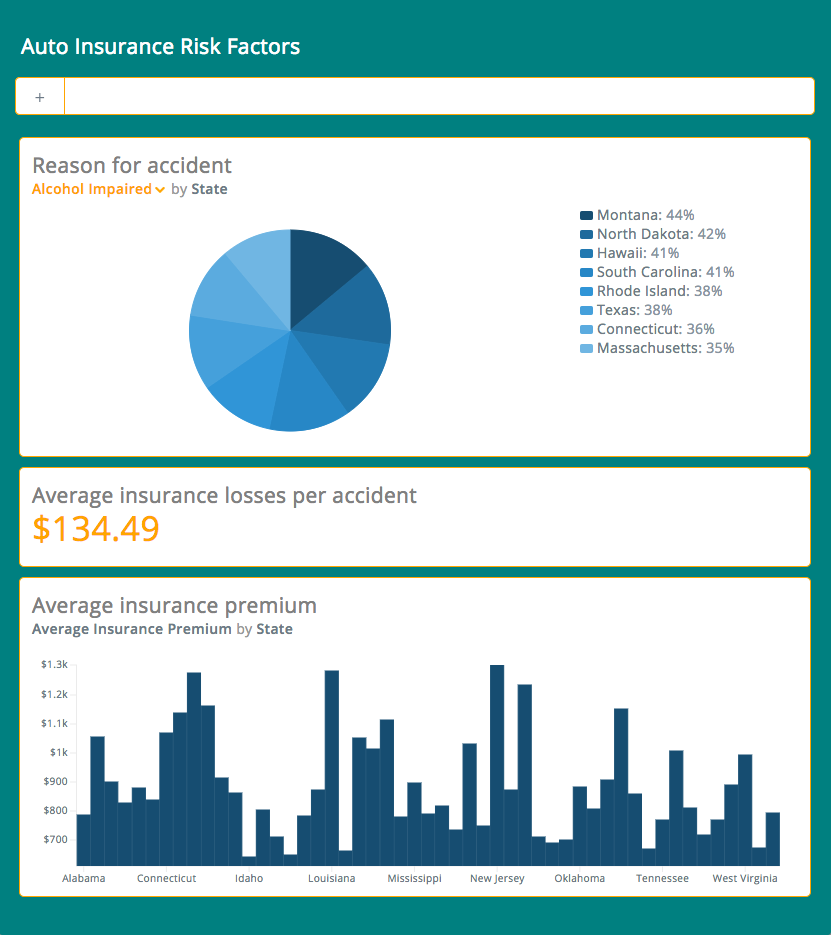 Auto Insurance Risk Factors
+
Reason for accident
Alcohol Impaired by State
Montana: 44%
North Dakota: 42%
Hawaii: 41%
South Carolina: 41%
Rhode Island: 38%
Texas: 38%
Connecticut: 36%
Massachusetts: 35%
Average insurance losses per accident
$134.49
Average insurance premium
Average Insurance Premium by State
$1.3k
$1.2k
$1.1k
$1k
$900
$800
$700
Alabama Connecticut Idaho Louisiana Mississippi New Jersey Oklahoma Tennessee West Virginia